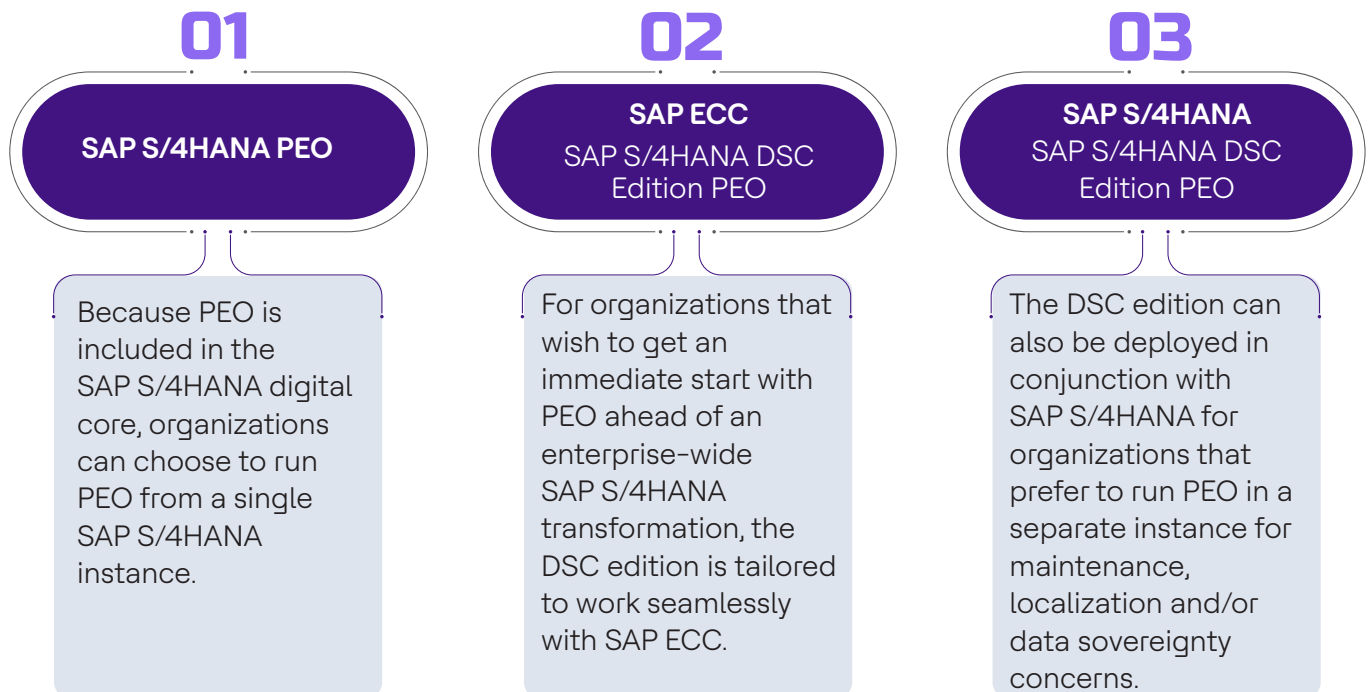 01
SAP S/4HANA PEO
Because PEO is
included in the
SAP S/4HANA digital
core, organizations
can choose to run
PEO from a single
SAP S/4HANA
instance.
02
SAP ECC
SAP S/4HANA DSC
Edition PEO
For organizations that
wish to get an
immediate start with
PEO ahead of an
enterprise-wide
SAP S/4HANA
transformation, the
DSC edition is tailored
to work seamlessly
with SAP ECC.
03
SAP S/4HANA
SAP S/4HANA DSC
Edition PEO
The DSC edition can
also be deployed in
conjunction with
SAP S/4HANA for
organizations that
prefer to run PEO in a
separate instance for
maintenance,
localization and/or
data sovereignty
concerns.